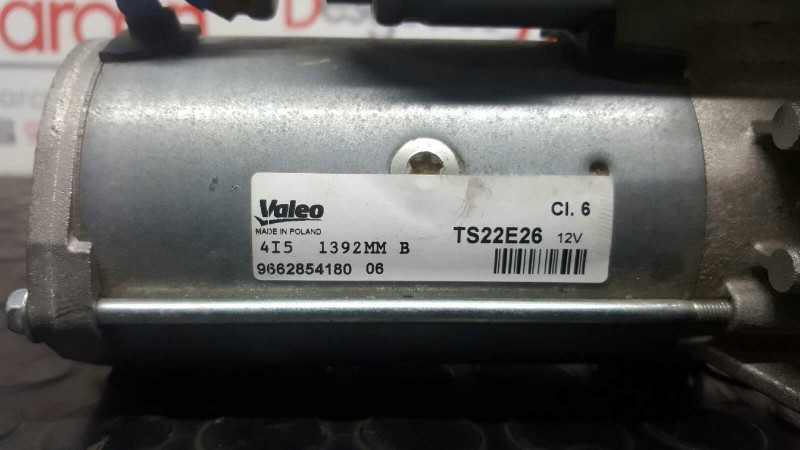 Valeo
MADE IN POLAND
Cl. 6
TS22E26 12V
4I5 1392MM B
9662854180 06